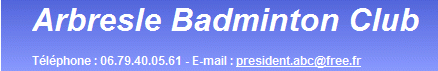 Arbresle Badminton Club
Téléphone : 06.79.40.05.61 - E-mail : president.abc@free.fr